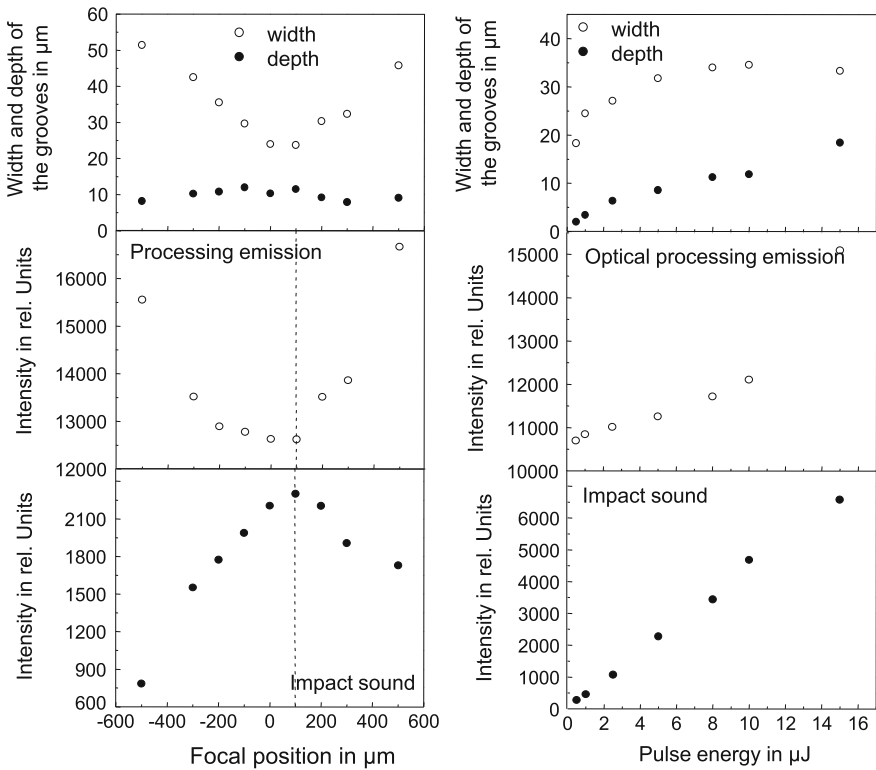 Width and depth of
the grooves in µm
60
50
40
30
20
10
0
width
depth
Intensity in rel. Units
16000
15000
14000
13000
12000
Processing emission
Intensity in rel. Units
2100
1800
1500
1200
900
600
Impact sound
-600
-400
-200
0
200
400
600
Focal position in µm
Width and depth of
the grooves in µm
40
30
20
10
0
width
depth
Intensity in rel. Units
15000
12000
11000
10000
Optical processing emission
Intensity in rel. Units
6000
5000
4000
3000
2000
1000
0
Impact sound
0
2
4
6
8
10
12
14
16
Pulse energy in µJ